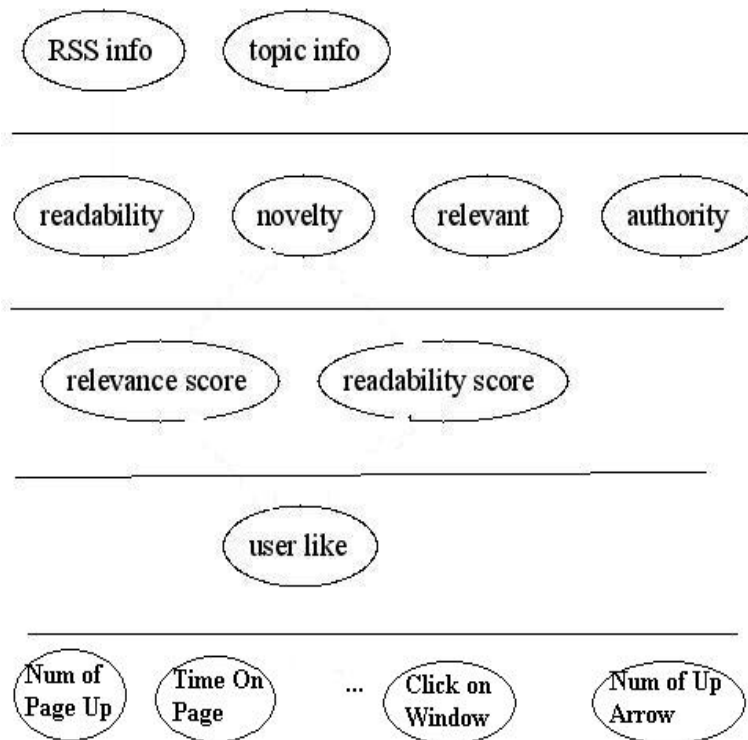 RSS info topic info
readability novelty relevant authority
relevance score readability score
user like
Num of Page Up
Time On Page
...
Click on Window
Num of Up Arrow